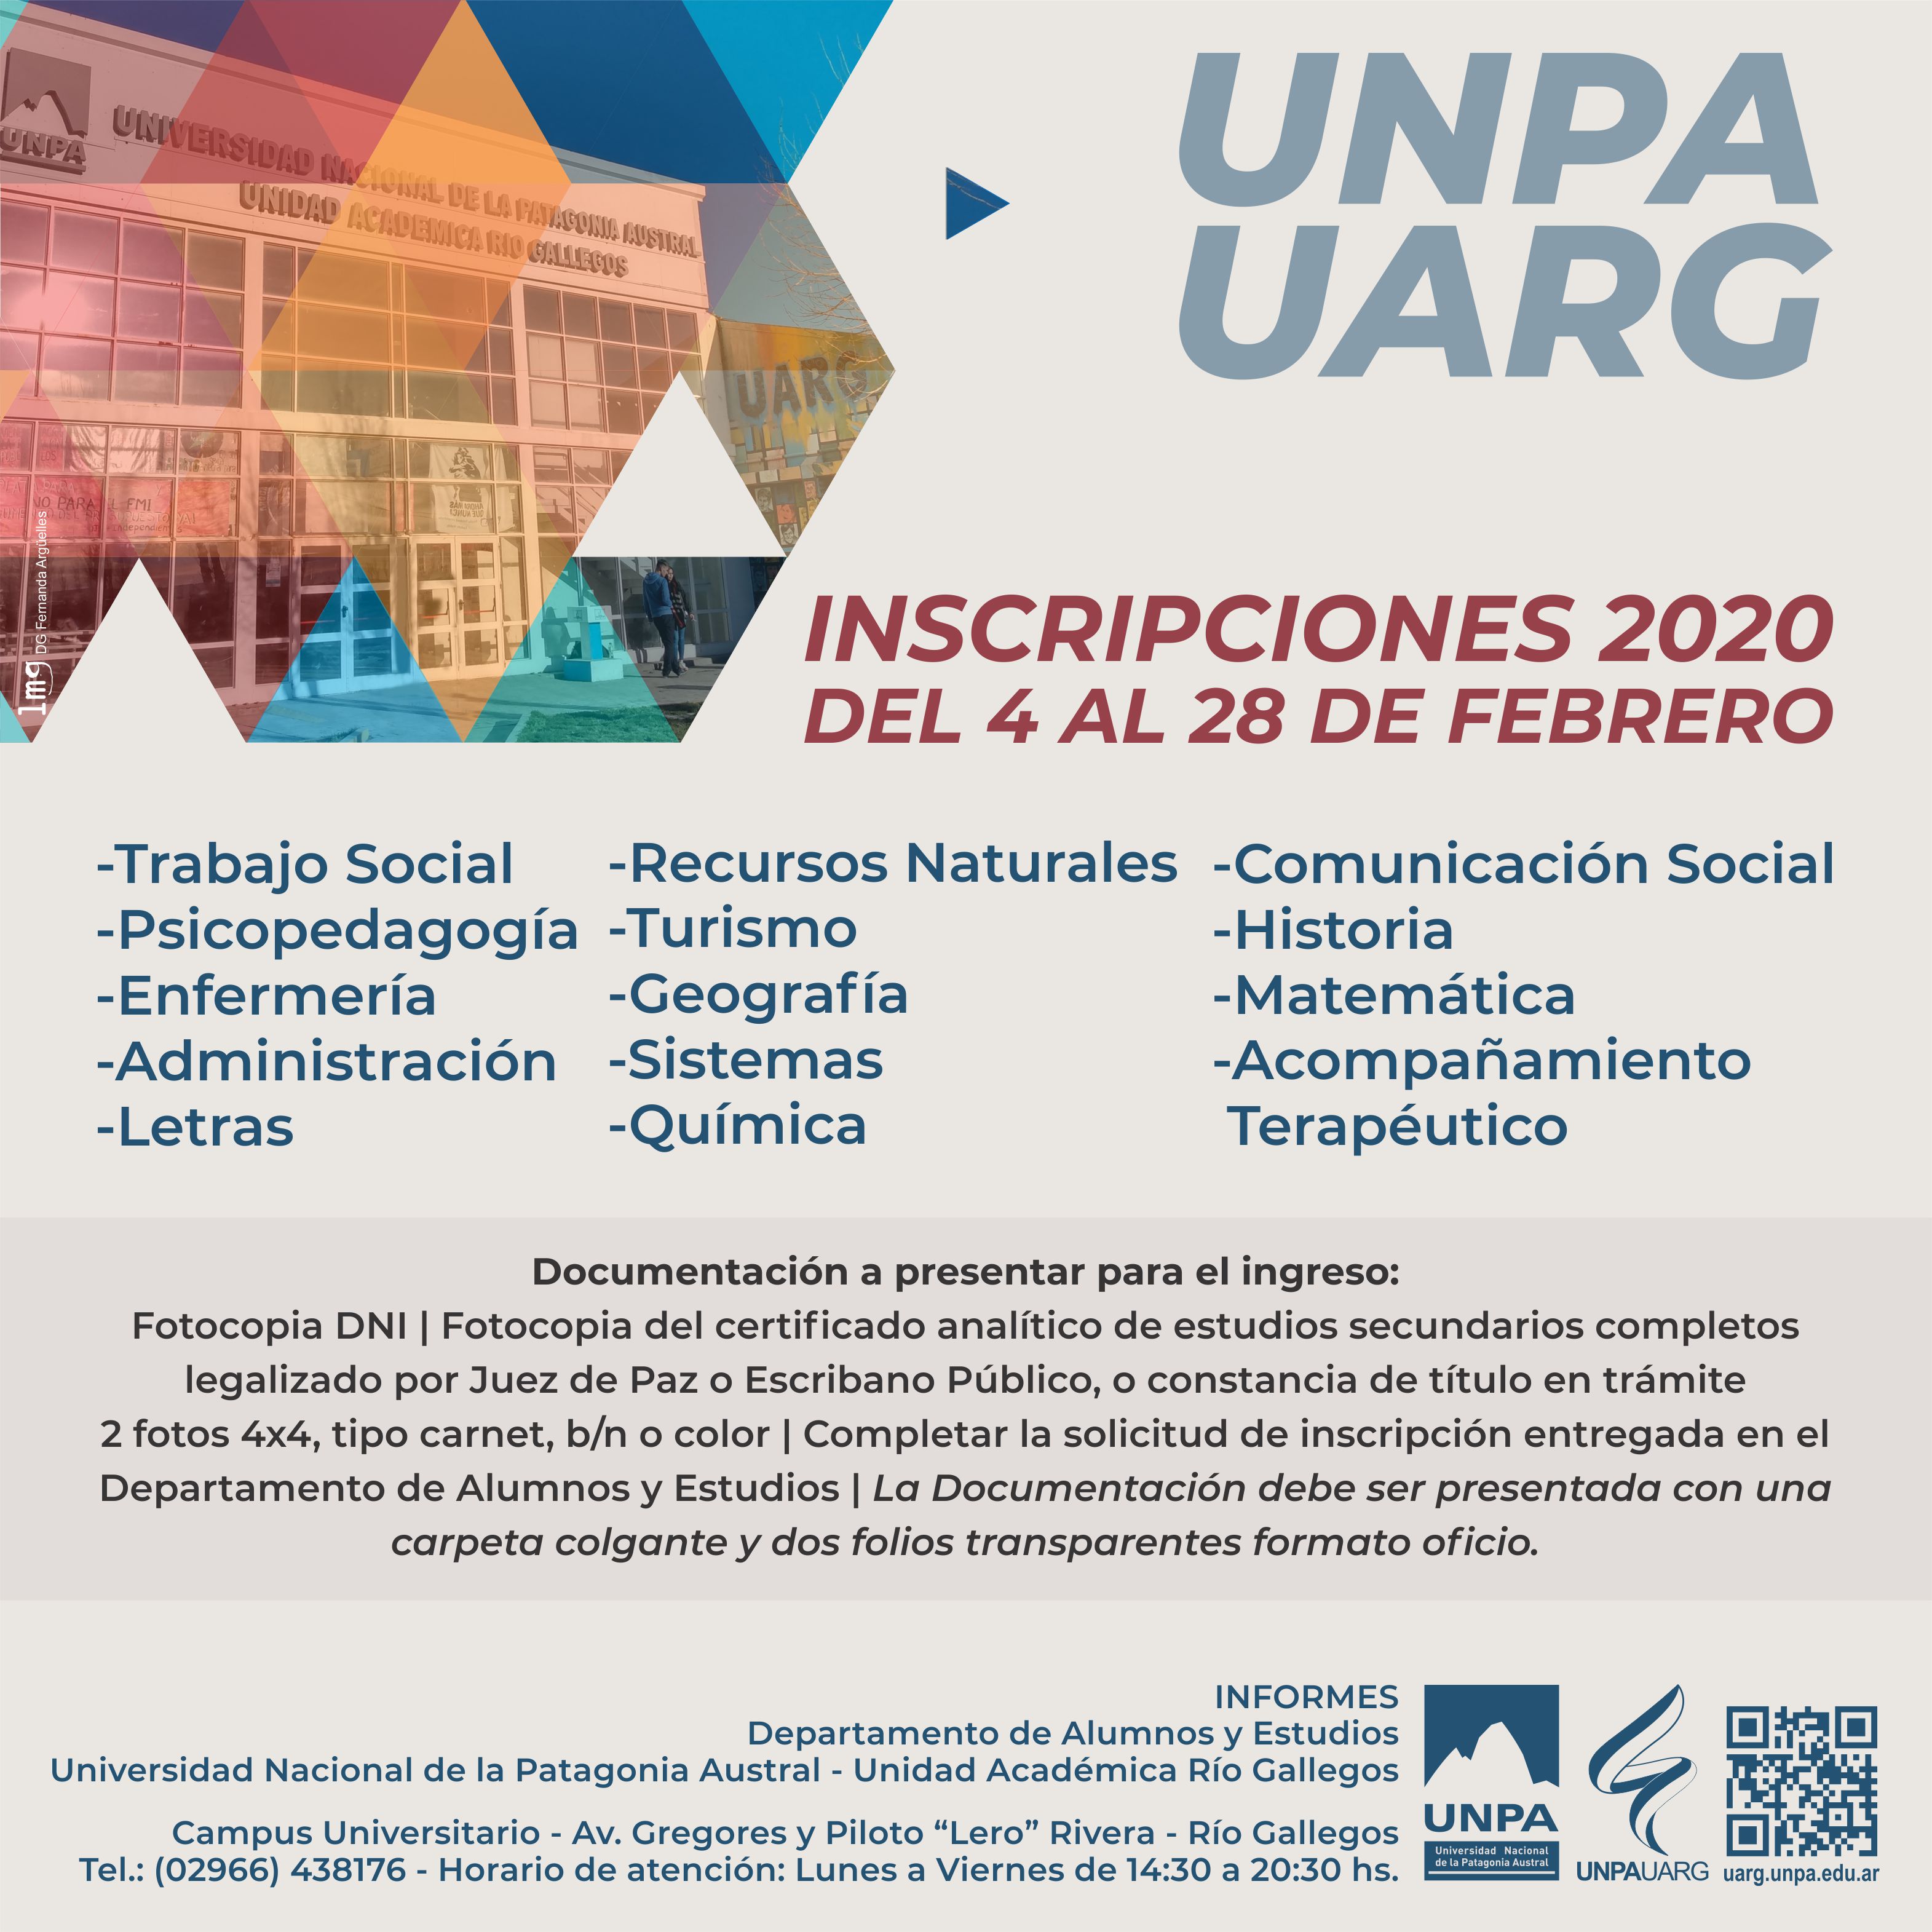 UNPA
UNIVERSIDAD NACIONAL DE LA PATAGONIA AUSTRAL
UNIDAD ACADEMICA RIO GALLEGOS
UARG
NO PARA EL FMI
DG Fernanda Argüelles
UNPA
UARG
INSCRIPCIONES 2020
DEL 4 AL 28 DE FEBRERO
-Trabajo Social
-Psicopedagogía
-Enfermería
-Administración
-Letras
-Recursos Naturales
-Turismo
-Geografía
-Sistemas
-Química
-Comunicación Social
-Historia
-Matemática
-Acompañamiento
Terapéutico
Documentación a presentar para el ingreso:
Fotocopia DNI | Fotocopia del certificado analítico de estudios secundarios completos
legalizado por Juez de Paz o Escribano Público, o constancia de título en trámite
2 fotos 4x4, tipo carnet, b/n o color | Completar la solicitud de inscripción entregada en el
Departamento de Alumnos y Estudios | La Documentación debe ser presentada con una
carpeta colgante y dos folios transparentes formato oficio.
INFORMES
Departamento de Alumnos y Estudios
Universidad Nacional de la Patagonia Austral - Unidad Académica Río Gallegos
Campus Universitario - Av. Gregores y Piloto “Lero” Rivera - Río Gallegos
Tel.: (02966) 438176 - Horario de atención: Lunes a Viernes de 14:30 a 20:30 hs.
UNPA
Universidad Nacional
de la Patagonia Austral
UNPAUARG
uarg.unpa.edu.ar